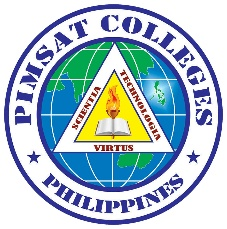 PIMSAT COLLEGES
SCIENTIA
TECHNOLOGIA
VIRTUS
PHILIPPINES